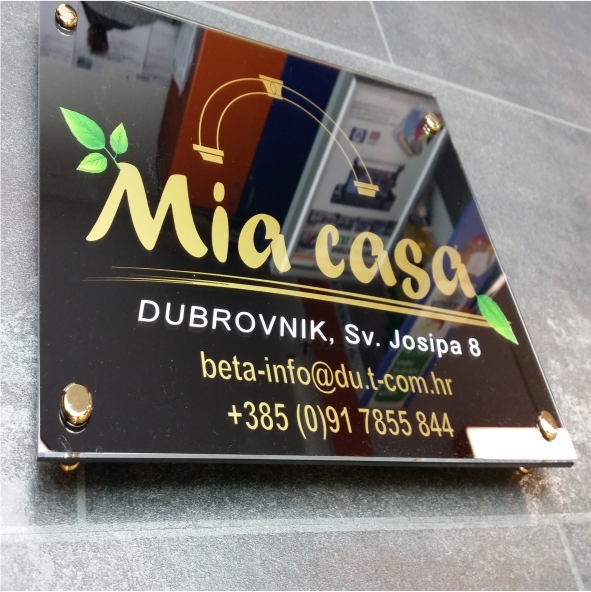 Mia casa
DUBROVNIK, Sv. Josipa 8
beta-info@du.t-com.hr
+385 (0)91 7855 844